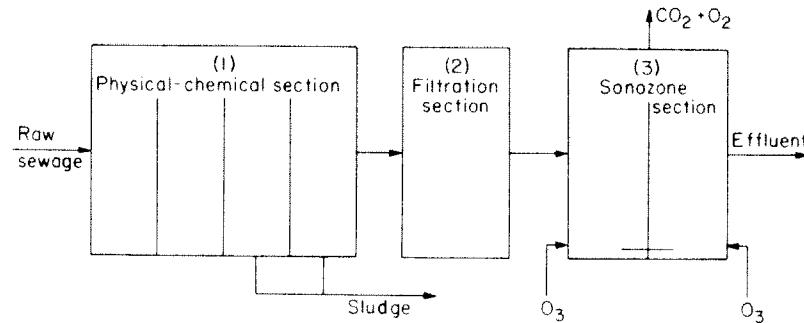 CO2 + O2
(1)
Physical-chemical section
(2)
Filtration
section
(3)
Sonozone
section
Raw
sewage
Effluent
Sludge
O3
O3